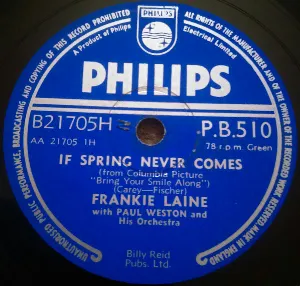 ALL RIGHTS OF THE MANUFACTURER AND OF THE OWNER OF THE RECORDED WORK RESERVED. MADE IN ENGLAND
UNAUTHORISED PUBLIC PERFORMANCE, BROADCASTING AND COPYING OF THIS RECORD PROHIBITED
A Product of Philips
Electrical Limited
PHILIPS
PHILIPS
B21705H
P.B.510
AA 21705 1H
78 r.p.m. Green
IF SPRING NEVER COMES
(from Columbia Picture
"Bring Your Smile Along")
(Carey—Fischer)
FRANKIE LAINE
with PAUL WESTON and
His Orchestra
Billy Reid
Pubs. Ltd.